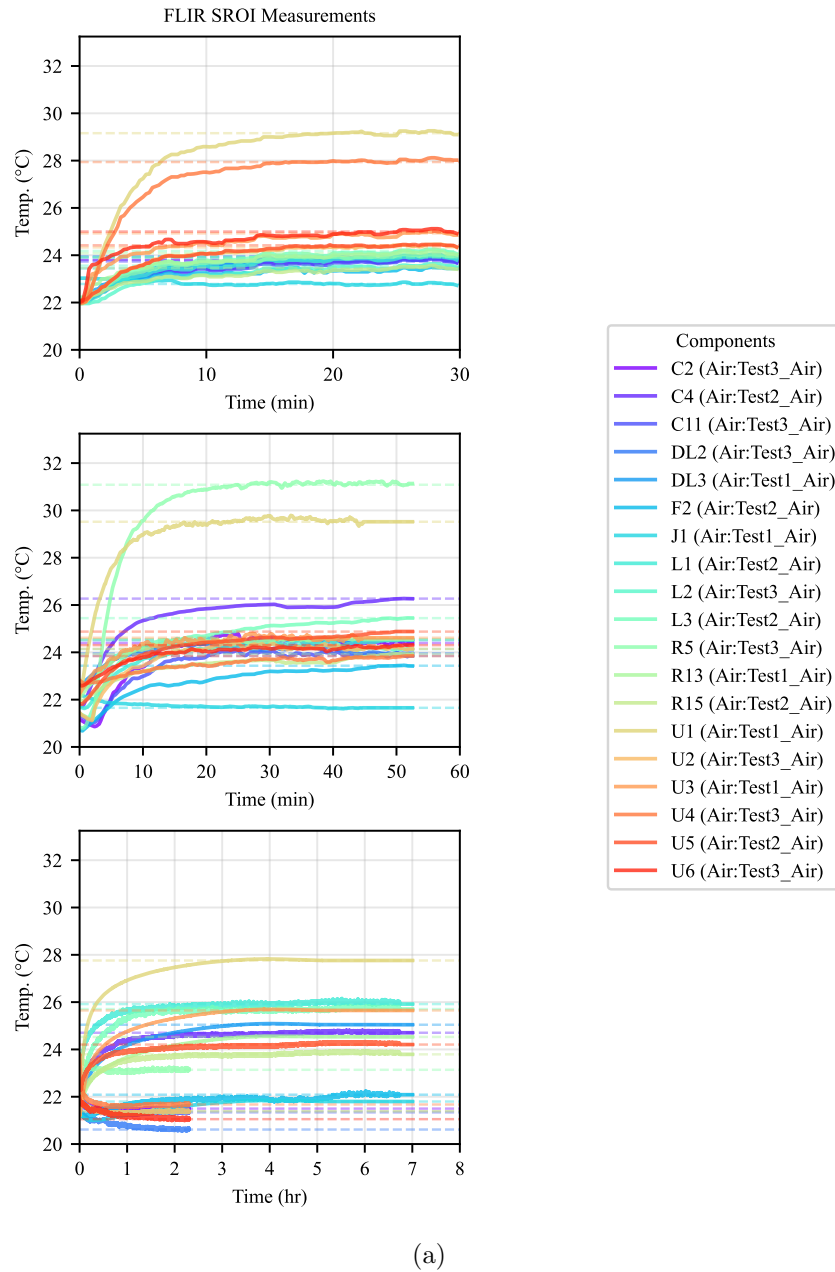 FLIR SROI Measurements
32
30
28
26
24
22
20
Temp. (°C)
0 10 20 30
Time (min)
32
30
28
26
24
22
20
Temp. (°C)
0 10 20 30 40 50 60
Time (min)
32
30
28
26
24
22
20
Temp. (°C)
0 1 2 3 4 5 6 7 8
Time (hr)
Components
C2 (Air:Test3_Air)
C4 (Air:Test2_Air)
C11 (Air:Test3_Air)
DL2 (Air:Test3_Air)
DL3 (Air:Test1_Air)
F2 (Air:Test2_Air)
J1 (Air:Test1_Air)
L1 (Air:Test2_Air)
L2 (Air:Test3_Air)
L3 (Air:Test2_Air)
R5 (Air:Test3_Air)
R13 (Air:Test1_Air)
R15 (Air:Test2_Air)
U1 (Air:Test1_Air)
U2 (Air:Test3_Air)
U3 (Air:Test1_Air)
U4 (Air:Test3_Air)
U5 (Air:Test2_Air)
U6 (Air:Test3_Air)
(a)